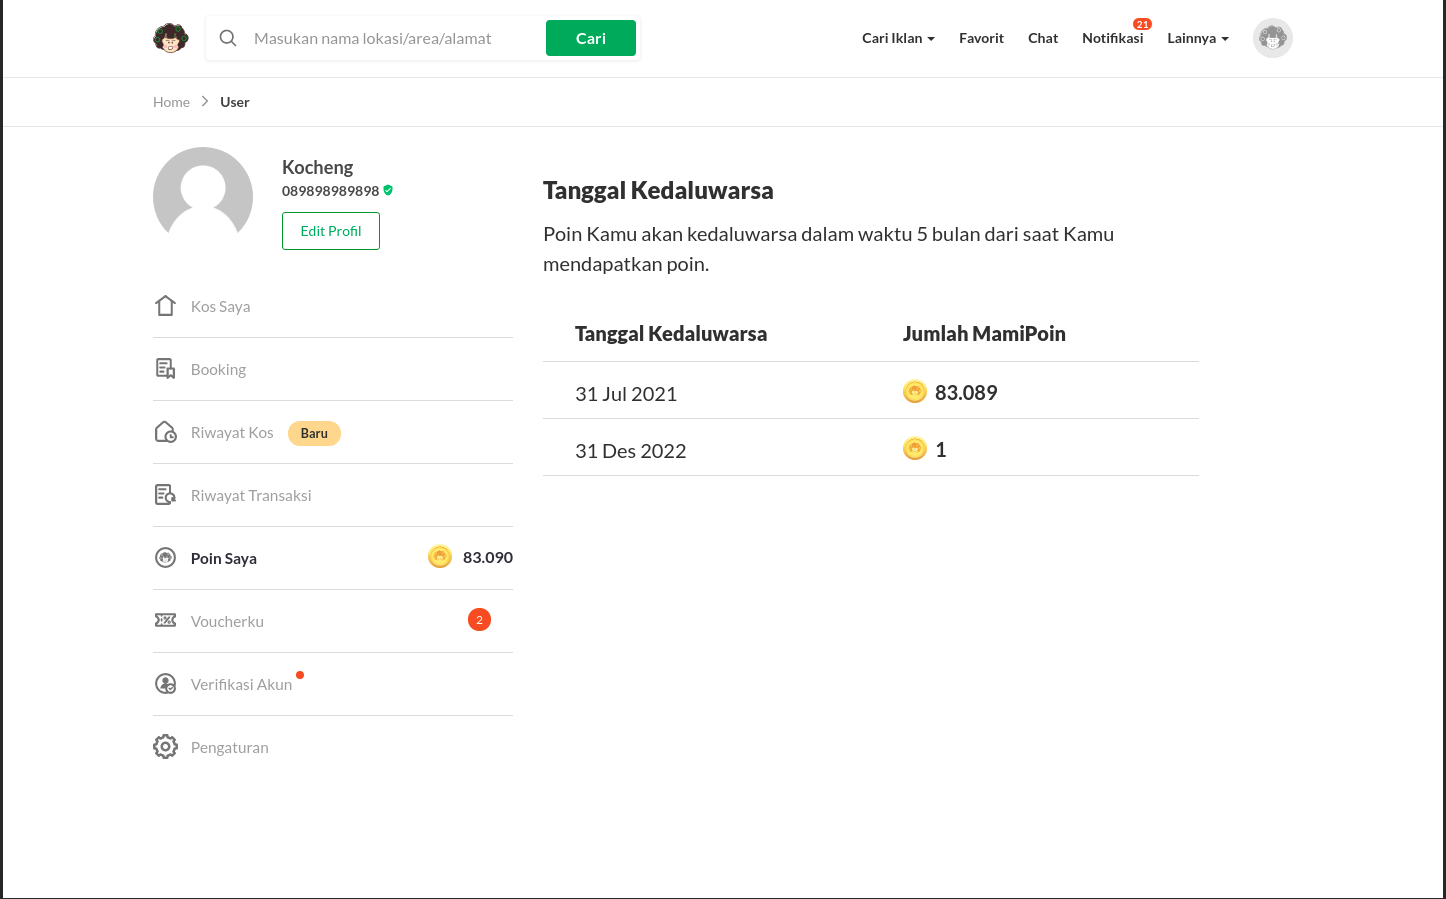 Masukan nama lokasi/area/alamat
Cari
Cari Iklan
Favorit
Chat
Notifikasi
21
Lainnya
Home
User
Kocheng
089898989898
Edit Profil
Kos Saya
Booking
Riwayat Kos
Baru
Riwayat Transaksi
Poin Saya
83.090
Voucherku
2
Verifikasi Akun
Pengaturan
Tanggal Kedaluwarsa
Poin Kamu akan kedaluwarsa dalam waktu 5 bulan dari saat Kamu
mendapatkan poin.
Tanggal Kedaluwarsa
Jumlah MamiPoin
31 Jul 2021
83.089
31 Des 2022
1